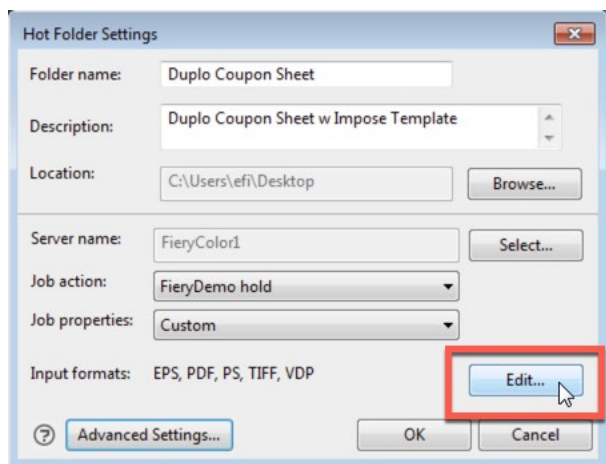 Hot Folder Settings
Folder name: Duplo Coupon Sheet
Description: Duplo Coupon Sheet w Impose Template
Location: C:\Users\efi\Desktop Browse...
Server name: FieryColor1 Select...
Job action: FieryDemo hold
Job properties: Custom
Input formats: EPS, PDF, PS, TIFF, VDP Edit...
? Advanced Settings... OK Cancel